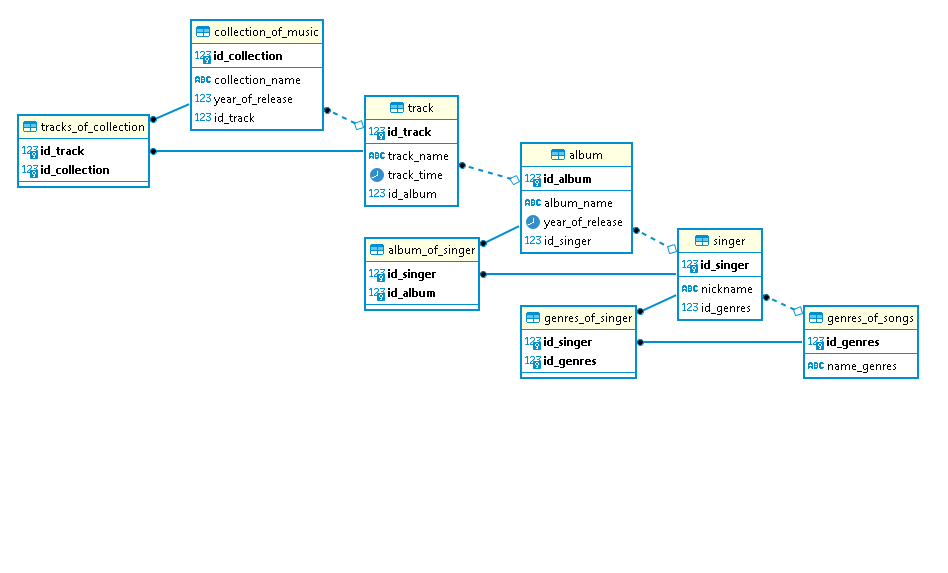 collection_of_music
123 id_collection
ABC collection_name
123 year_of_release
123 id_track
tracks_of_collection
123 id_track
123 id_collection
track
123 id_track
ABC track_name
track_time
123 id_album
album
123 id_album
ABC album_name
year_of_release
123 id_singer
album_of_singer
123 id_singer
123 id_album
singer
123 id_singer
ABC nickname
123 id_genres
genres_of_singer
123 id_singer
123 id_genres
genres_of_songs
123 id_genres
ABC name_genres